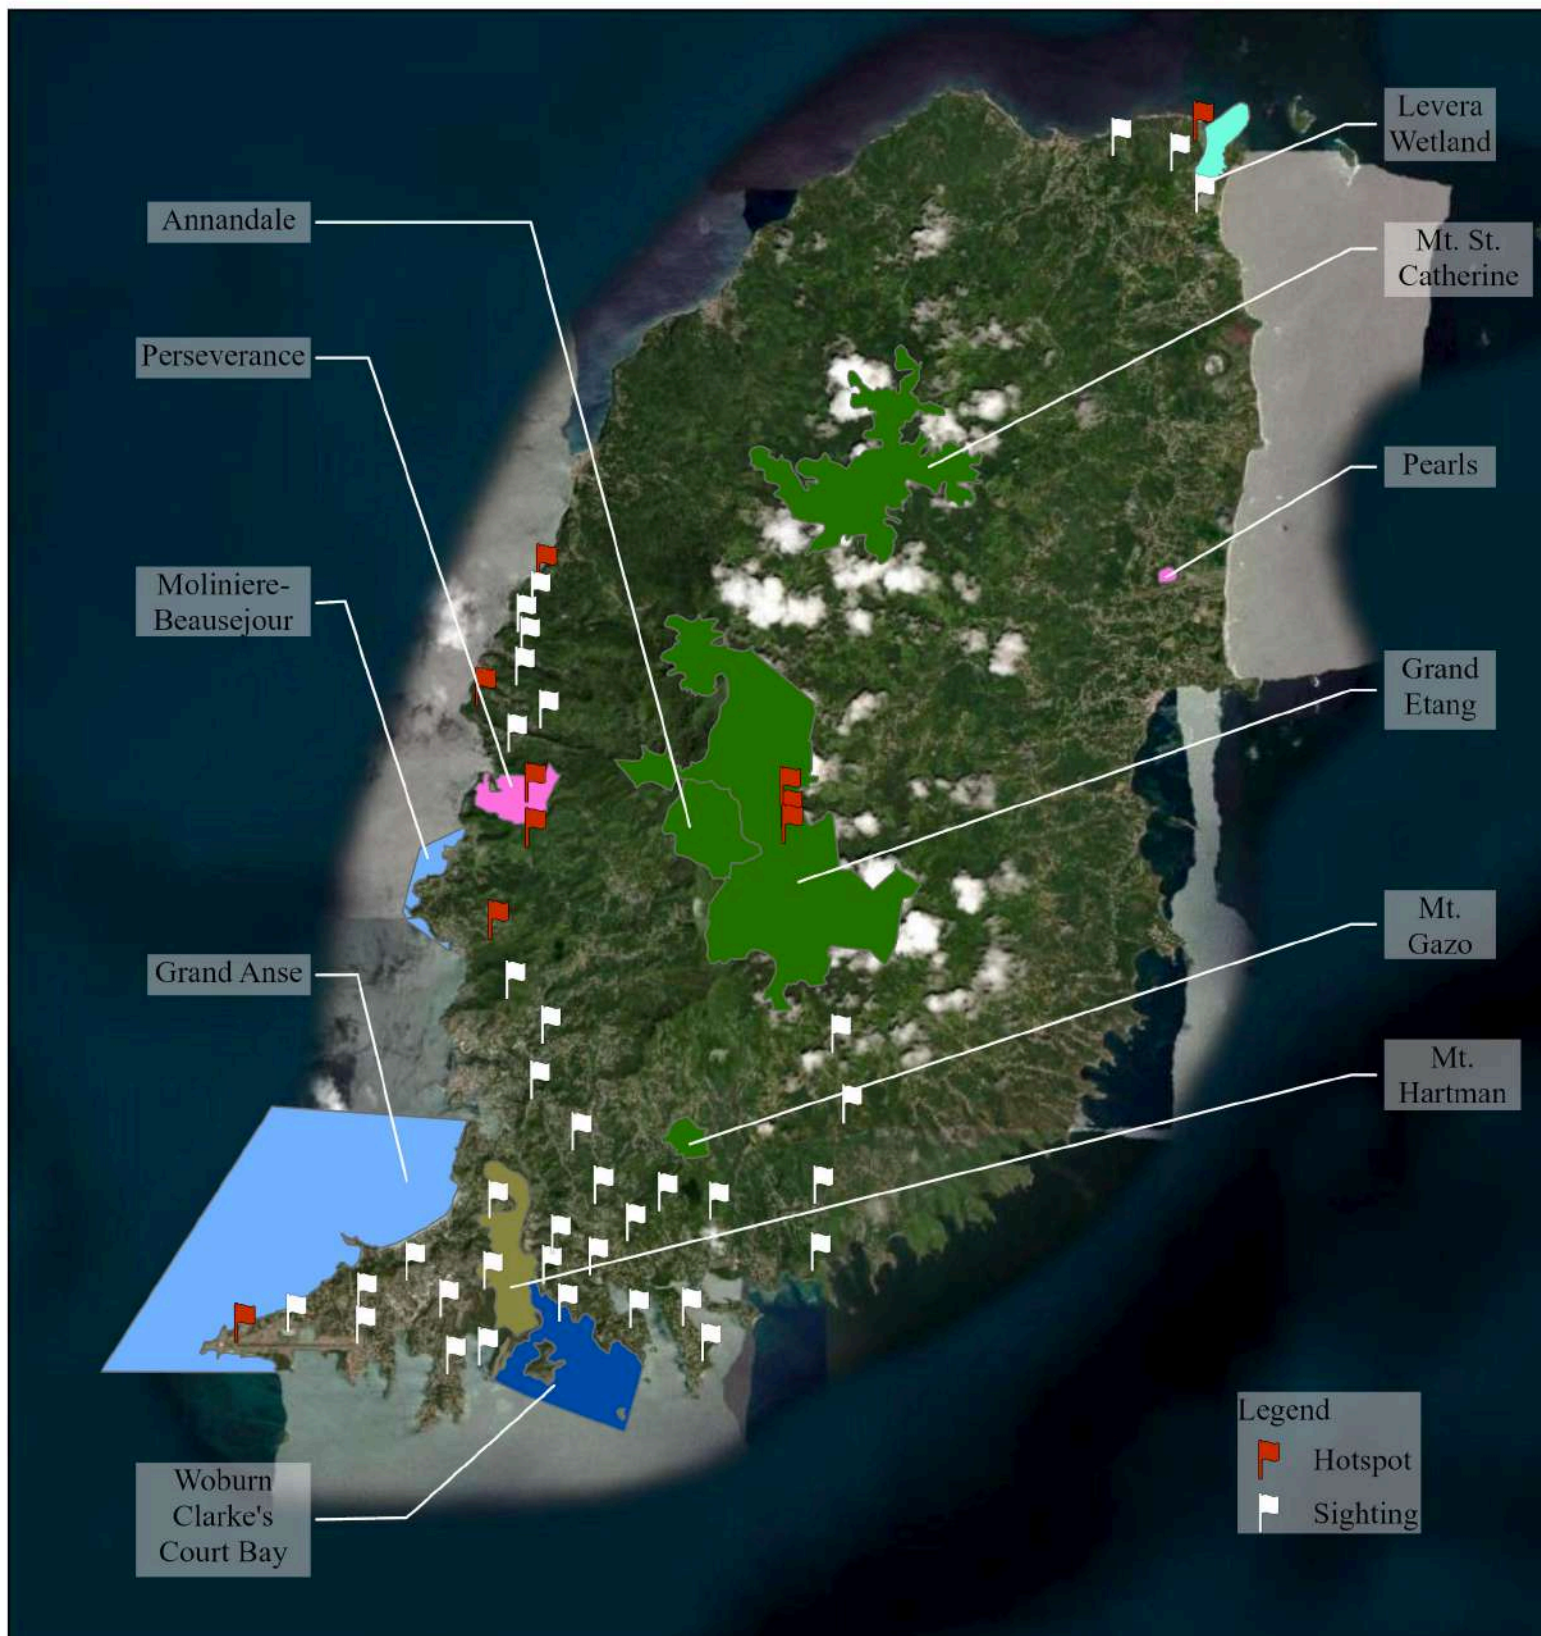 Levera
Wetland
Annandale
Mt. St.
Catherine
Perseverance
Pearls
Moliniere-
Beausejour
Grand
Etang
Mt.
Gazo
Grand Anse
Mt.
Hartman
Woburn
Clarke's
Court Bay
Legend
Hotspot
Sighting